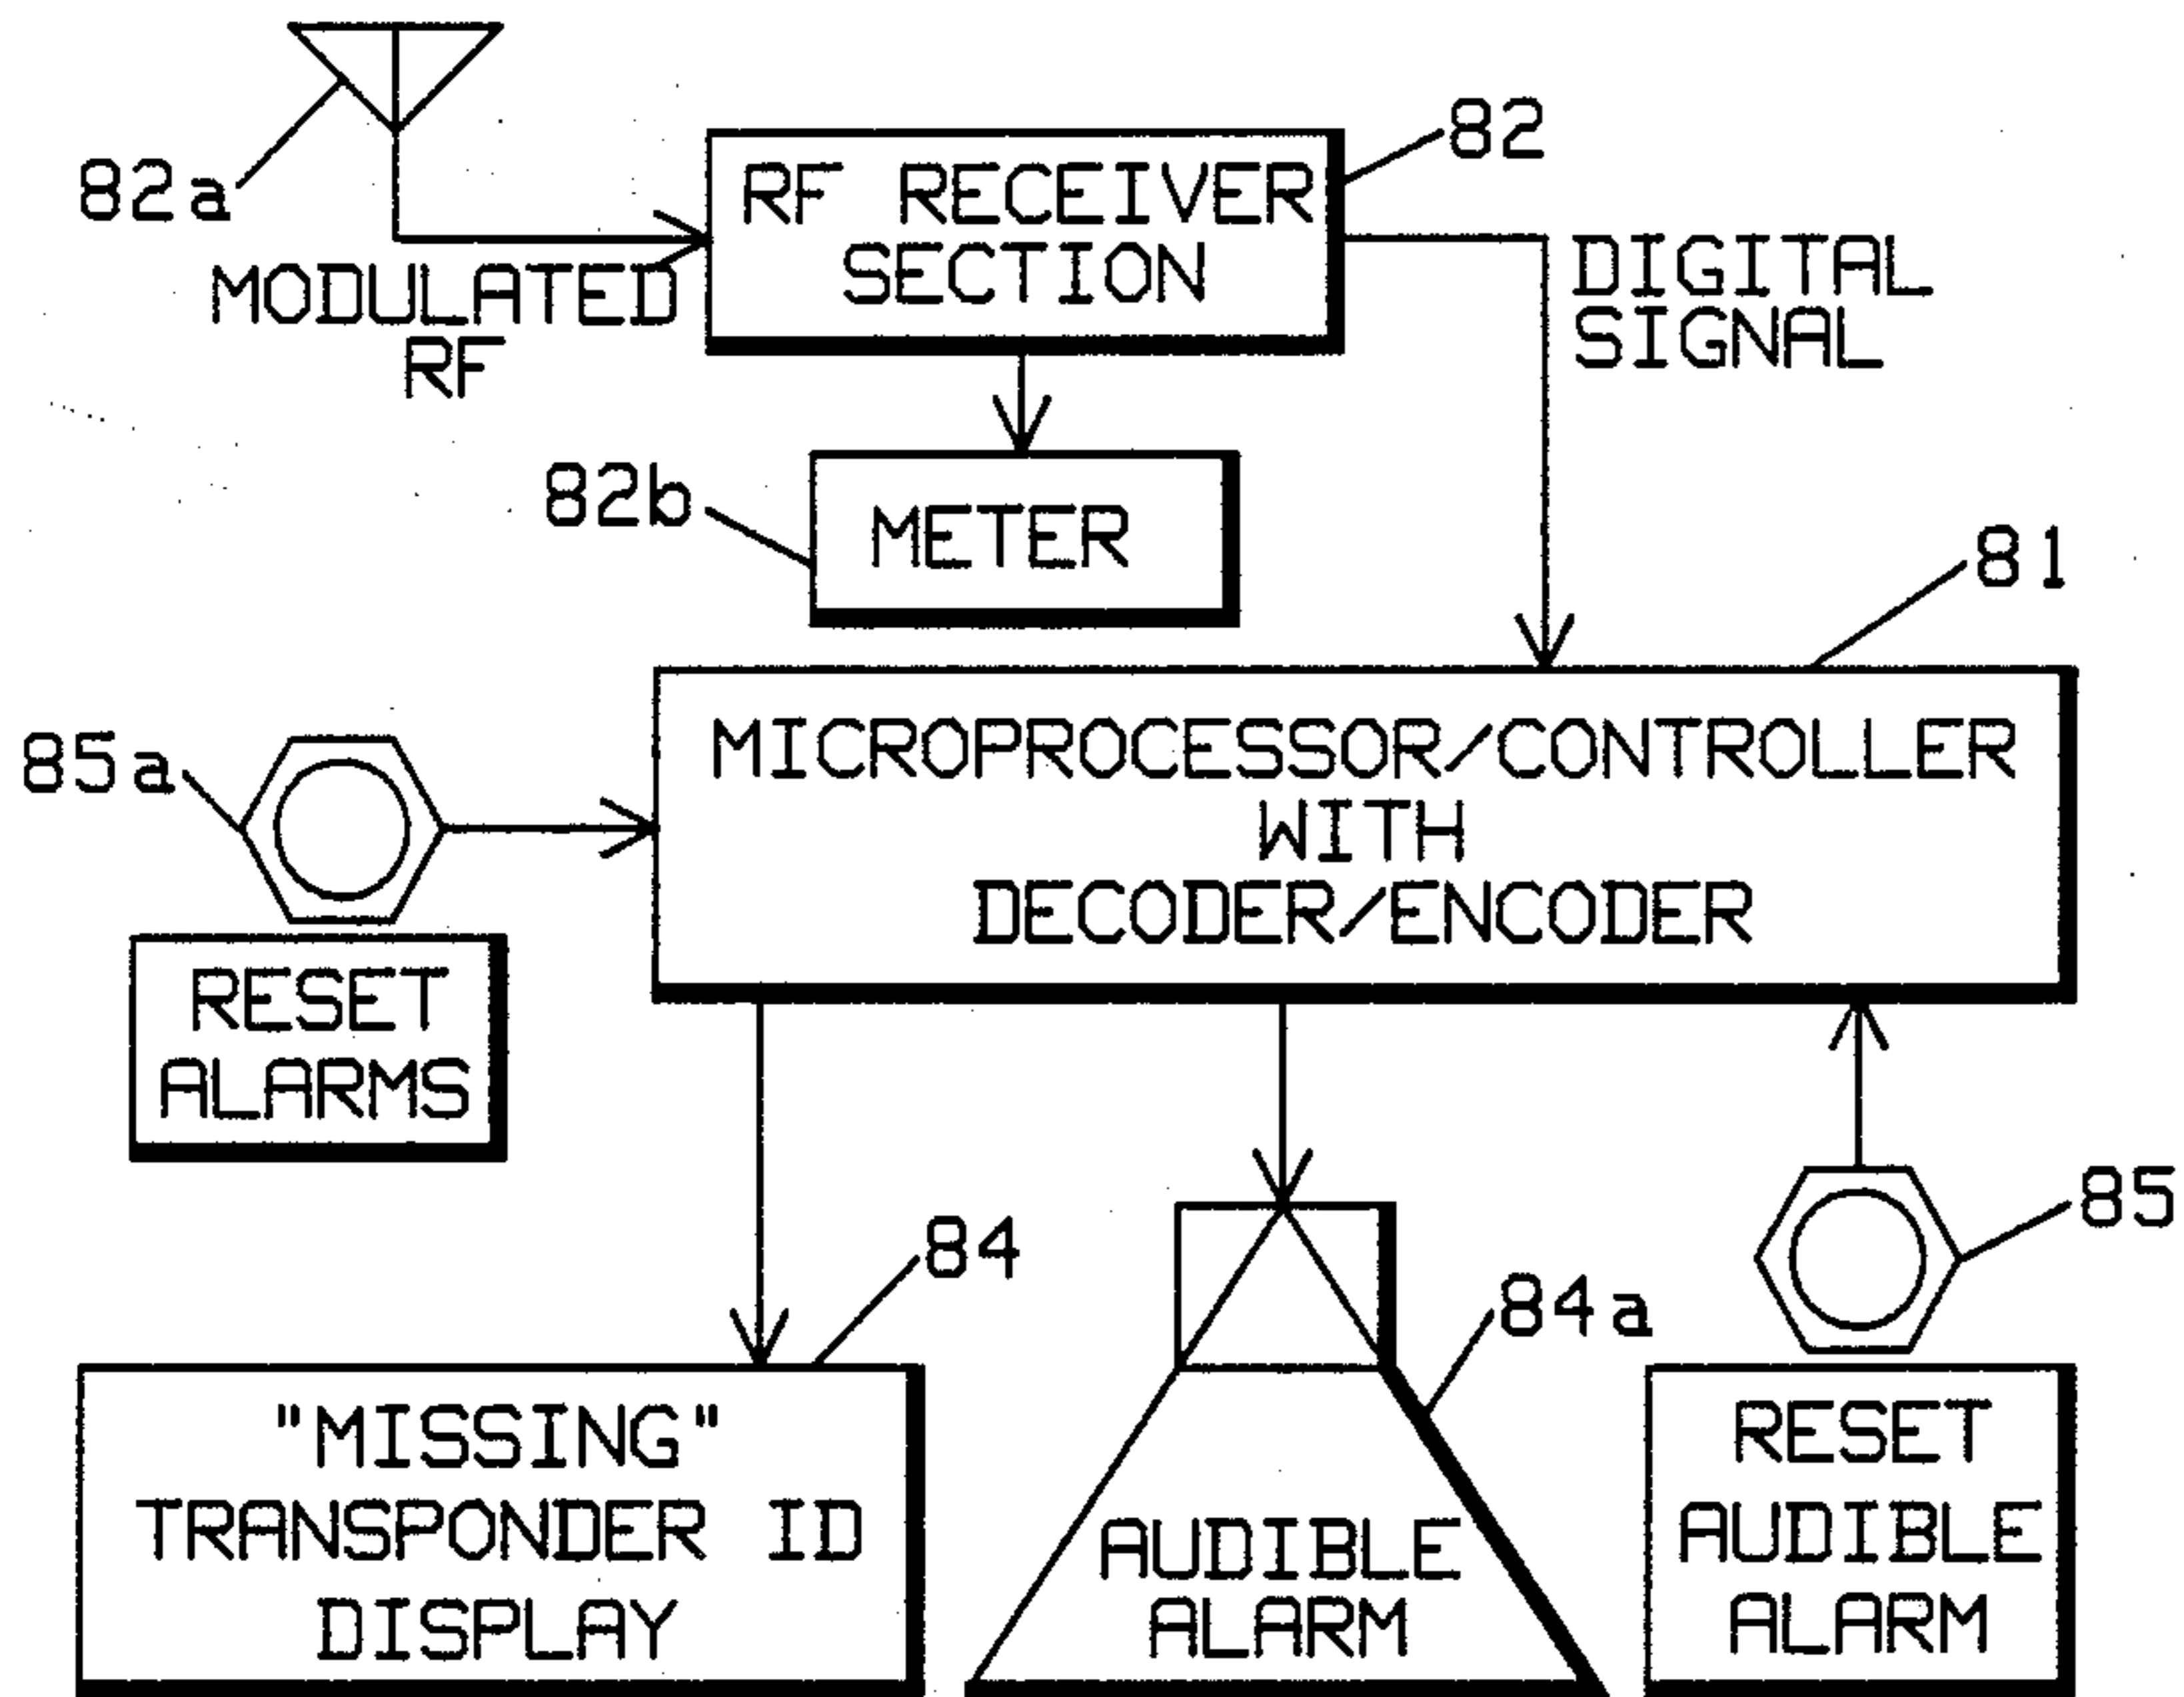 82a
RF RECEIVER
SECTION
82
MODULATED
RF
DIGITAL
SIGNAL
82b
METER
81
85a
MICROPROCESSOR/CONTROLLER
WITH
DECODER/ENCODER
RESET
ALARMS
84
84a
85
"MISSING"
TRANSPONDER ID
DISPLAY
AUDIBLE
ALARM
RESET
AUDIBLE
ALARM